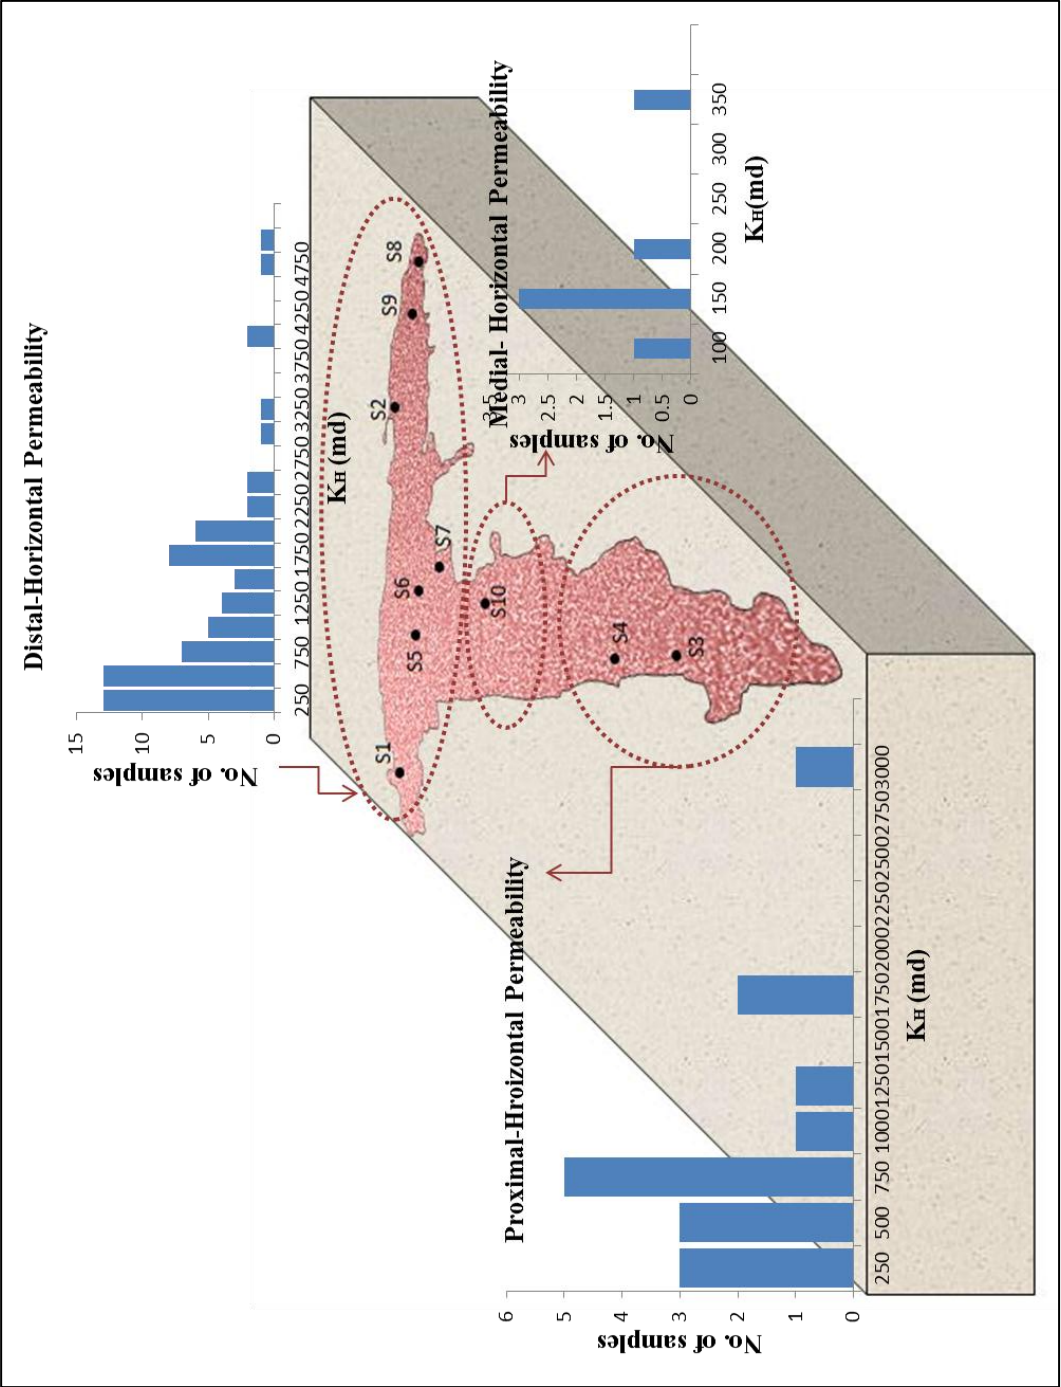 Distal-Horizontal Permeability
No. of samples
15
10
5
0
250 750 1250 1750 2250 2750 3250 3750 4250 4750
KH (md)
S1
S2
S9
S8
S5
S6
S7
S10
S4
S3
Medial- Horizontal Permeability
No. of samples
3.5
3
2.5
2
1.5
1
0.5
0
100 150 200 250 300 350
KH(md)
Proximal-Hroizontal Permeability
No. of samples
6
5
4
3
2
1
0
250 500 750 1000 1250 1500 1750 2000 2250 2500 2750 3000
KH (md)